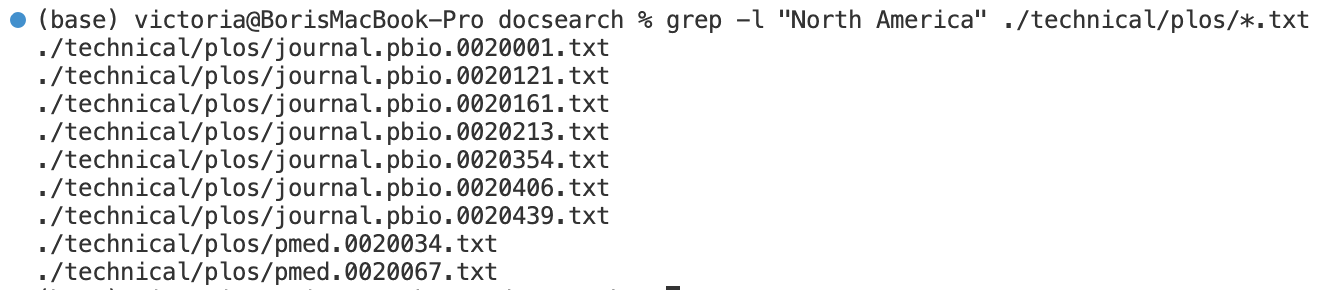 (base) victoria@BorisMacBook-Pro docsearch % grep -l "North America" ./technical/plos/*.txt
./technical/plos/journal.pbio.0020001.txt
./technical/plos/journal.pbio.0020121.txt
./technical/plos/journal.pbio.0020161.txt
./technical/plos/journal.pbio.0020213.txt
./technical/plos/journal.pbio.0020354.txt
./technical/plos/journal.pbio.0020406.txt
./technical/plos/journal.pbio.0020439.txt
./technical/plos/pmed.0020034.txt
./technical/plos/pmed.0020067.txt